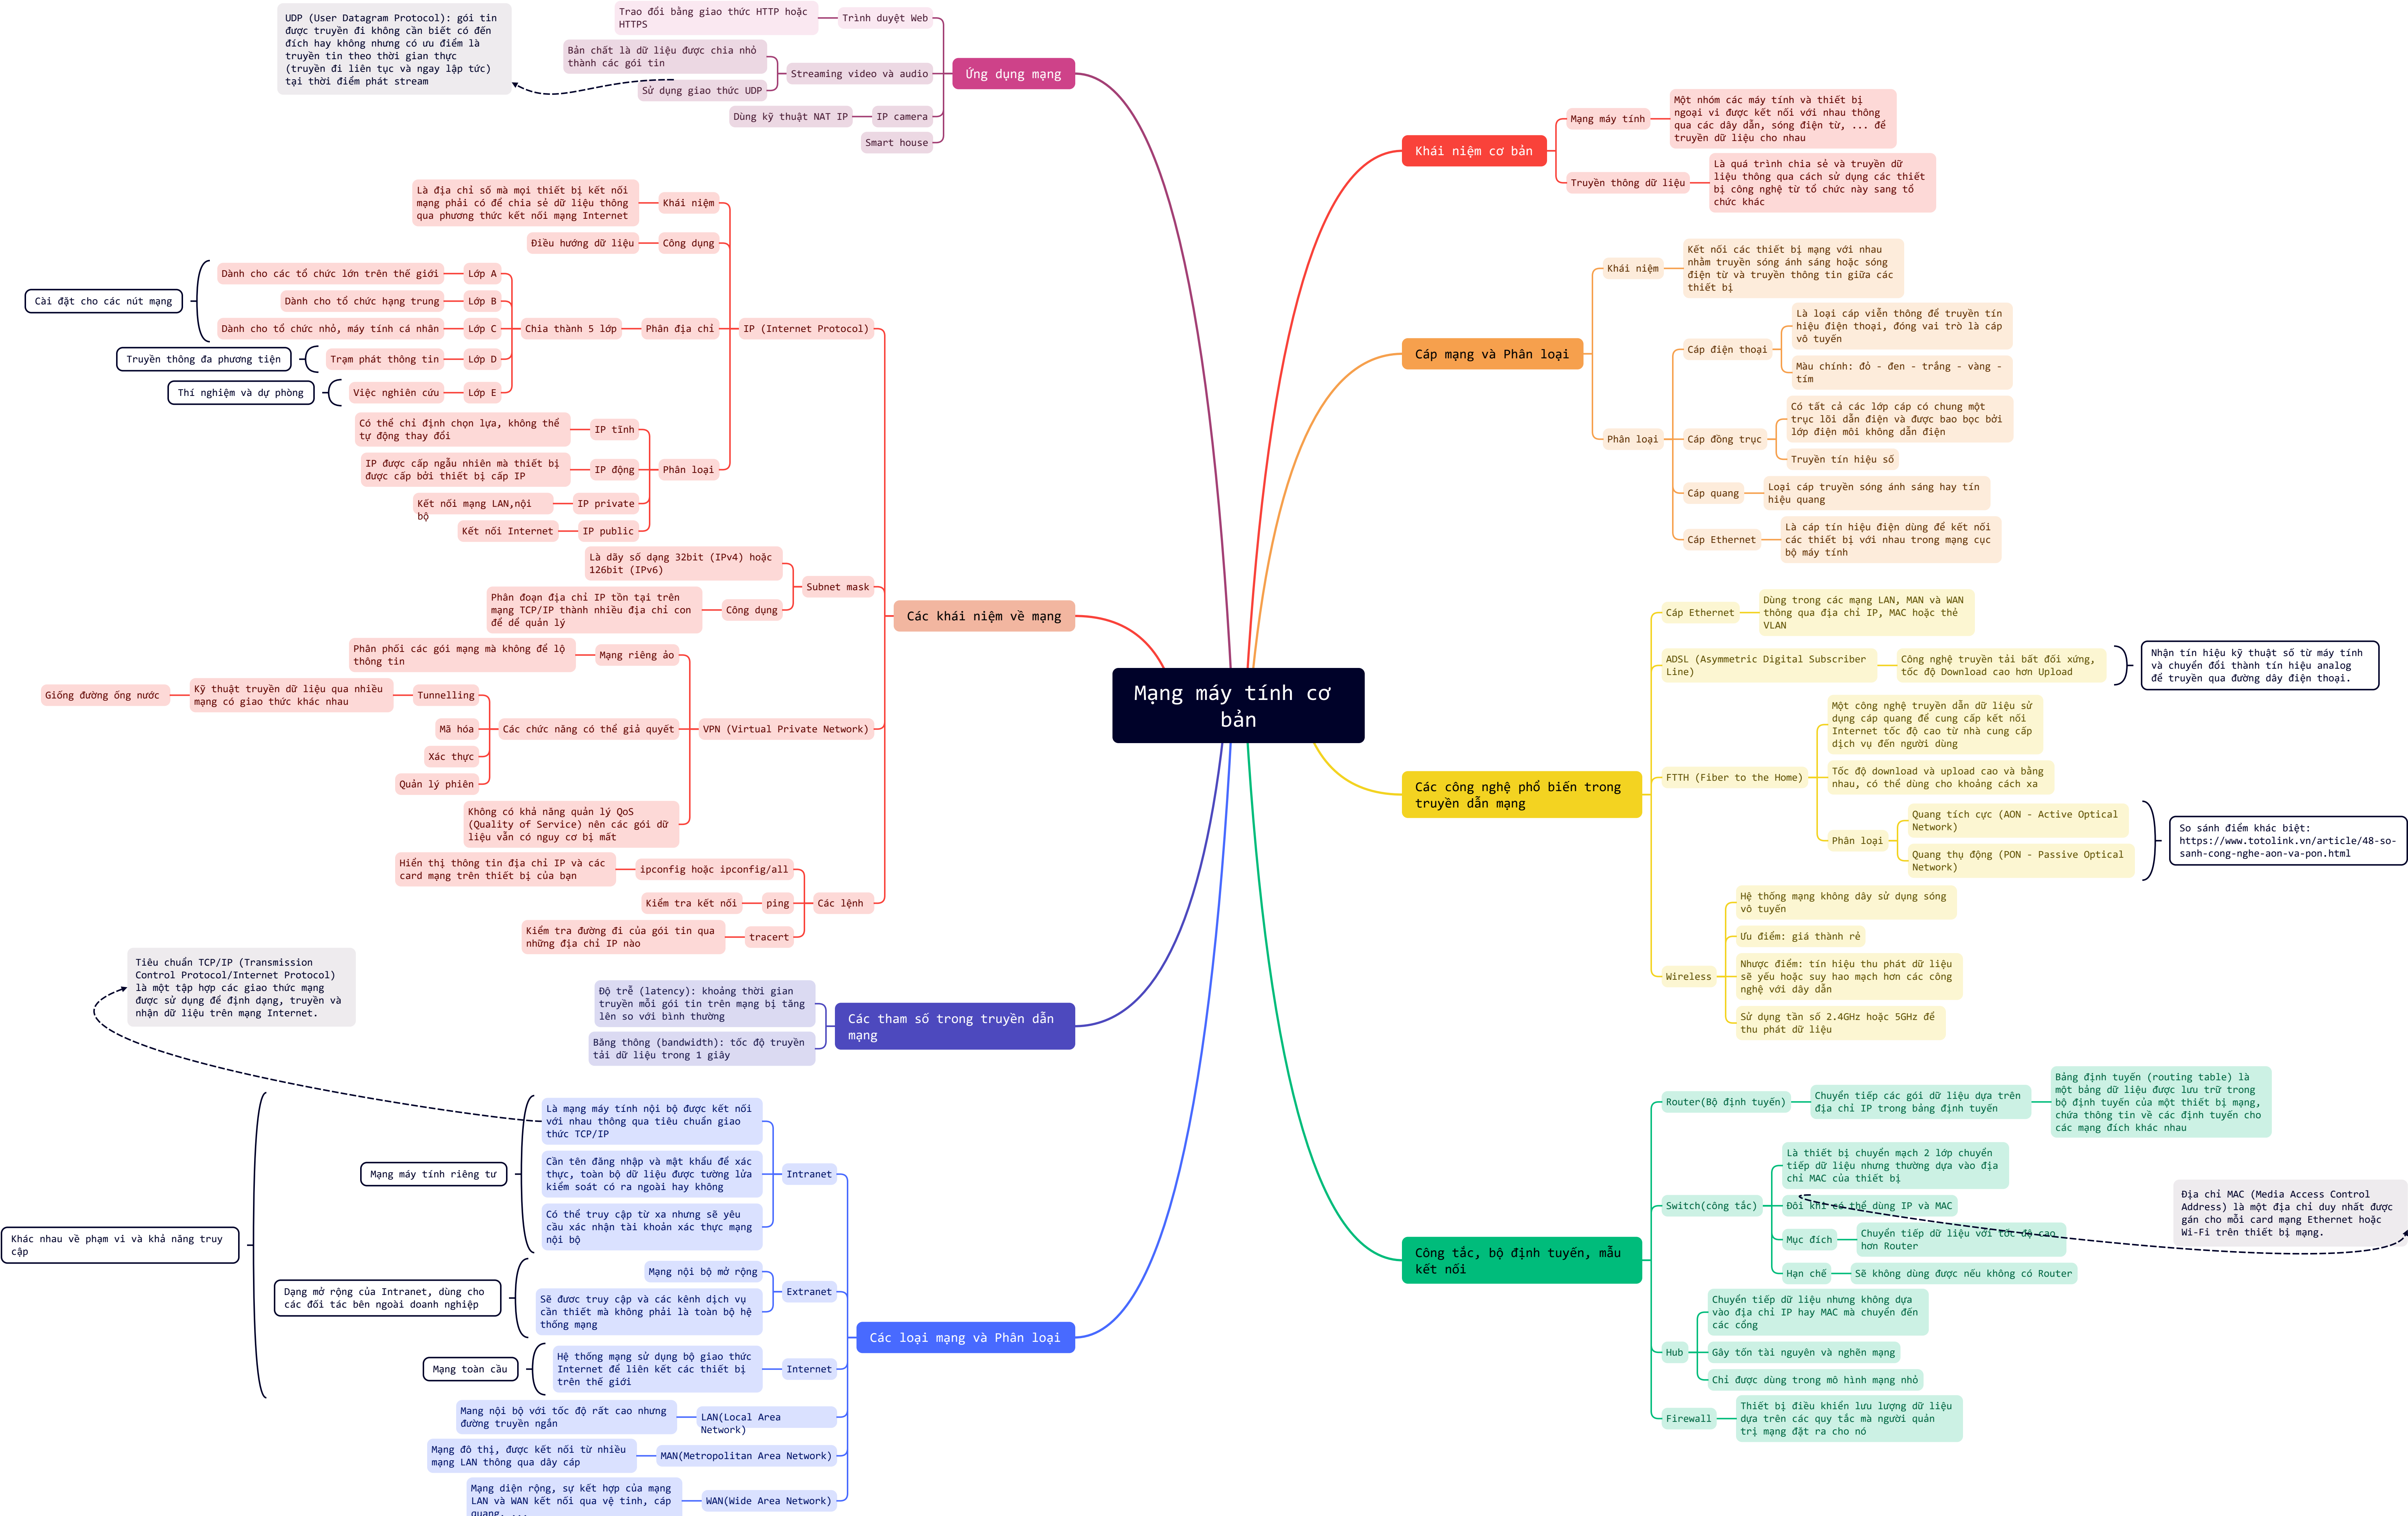 Mạng máy tính cơ
bản
Khái niệm cơ bản
Mạng máy tính
Một nhóm các máy tính và thiết bị
ngoại vi được kết nối với nhau thông
qua các dây dẫn, sóng điện từ, ... để
truyền dữ liệu cho nhau
Truyền thông dữ liệu
Là quá trình chia sẻ và truyền dữ
liệu thông qua cách sử dụng các thiết
bị công nghệ từ tổ chức này sang tổ
chức khác
Cáp mạng và Phân loại
Khái niệm
Kết nối các thiết bị mạng với nhau
nhằm truyền sóng ánh sáng hoặc sóng
điện từ và truyền thông tin giữa các
thiết bị
Phân loại
Cáp điện thoại
Là loại cáp viễn thông để truyền tín
hiệu điện thoại, đóng vai trò là cáp
vô tuyến
Màu chính: đỏ - đen - trắng - vàng -
tím
Cáp đồng trục
Có tất cả các lớp cáp có chung một
trục lõi dẫn điện và được bao bọc bởi
lớp điện môi không dẫn điện
Truyền tín hiệu số
Cáp quang
Loại cáp truyền sóng ánh sáng hay tín
hiệu quang
Cáp Ethernet
Là cáp tín hiệu điện dùng để kết nối
các thiết bị với nhau trong mạng cục
bộ máy tính
Các công nghệ phổ biến trong
truyền dẫn mạng
Cáp Ethernet
Dùng trong các mạng LAN, MAN và WAN
thông qua địa chỉ IP, MAC hoặc thẻ
VLAN
ADSL (Asymmetric Digital Subscriber
Line)
Công nghệ truyền tải bất đối xứng,
tốc độ Download cao hơn Upload
Nhận tín hiệu kỹ thuật số từ máy tính
và chuyển đổi thành tín hiệu analog
để truyền qua đường dây điện thoại.
FTTH (Fiber to the Home)
Một công nghệ truyền dẫn dữ liệu sử
dụng cáp quang để cung cấp kết nối
Internet tốc độ cao từ nhà cung cấp
dịch vụ đến người dùng
Tốc độ download và upload cao và bằng
nhau, có thể dùng cho khoảng cách xa
Phân loại
Quang tích cực (AON - Active Optical
Network)
Quang thụ động (PON - Passive Optical
Network)
So sánh điểm khác biệt:
https://www.totolink.vn/article/48-so-
sanh-cong-nghe-aon-va-pon.html
Wireless
Hệ thống mạng không dây sử dụng sóng
vô tuyến
Ưu điểm: giá thành rẻ
Nhược điểm: tín hiệu thu phát dữ liệu
sẽ yếu hoặc suy hao mạch hơn các công
nghệ với dây dẫn
Sử dụng tần số 2.4GHz hoặc 5GHz để
thu phát dữ liệu
Công tắc, bộ định tuyến, mẫu
kết nối
Router(Bộ định tuyến)
Chuyển tiếp các gói dữ liệu dựa trên
địa chỉ IP trong bảng định tuyến
Bảng định tuyến (routing table) là
một bảng dữ liệu được lưu trữ trong
bộ định tuyến của một thiết bị mạng,
chứa thông tin về các định tuyến cho
các mạng đích khác nhau
Switch(công tắc)
Là thiết bị chuyển mạch 2 lớp chuyển
tiếp dữ liệu nhưng thường dựa vào địa
chỉ MAC của thiết bị
Đôi khi có thể dùng IP và MAC
Mục đích
Chuyển tiếp dữ liệu với tốc độ cao
hơn Router
Hạn chế
Sẽ không dùng được nếu không có Router
Địa chỉ MAC (Media Access Control
Address) là một địa chỉ duy nhất được
gán cho mỗi card mạng Ethernet hoặc
Wi-Fi trên thiết bị mạng.
Hub
Chuyển tiếp dữ liệu nhưng không dựa
vào địa chỉ IP hay MAC mà chuyển đến
các cổng
Gây tốn tài nguyên và nghẽn mạng
Chỉ được dùng trong mô hình mạng nhỏ
Firewall
Thiết bị điều khiển lưu lượng dữ liệu
dựa trên các quy tắc mà người quản
trị mạng đặt ra cho nó
Ứng dụng mạng
Trình duyệt Web
Trao đổi bằng giao thức HTTP hoặc
HTTPS
Streaming video và audio
Bản chất là dữ liệu được chia nhỏ
thành các gói tin
Sử dụng giao thức UDP
UDP (User Datagram Protocol): gói tin
được truyền đi không cần biết có đến
đích hay không nhưng có ưu điểm là
truyền tin theo thời gian thực
(truyền đi liên tục và ngay lập tức)
tại thời điểm phát stream
IP camera
Dùng kỹ thuật NAT IP
Smart house
Các khái niệm về mạng
IP (Internet Protocol)
Khái niệm
Là địa chỉ số mà mọi thiết bị kết nối
mạng phải có để chia sẻ dữ liệu thông
qua phương thức kết nối mạng Internet
Công dụng
Điều hướng dữ liệu
Phân địa chỉ
Chia thành 5 lớp
Lớp A
Dành cho các tổ chức lớn trên thế giới
Lớp B
Dành cho tổ chức hạng trung
Lớp C
Dành cho tổ chức nhỏ, máy tính cá nhân
Cài đặt cho các nút mạng
Lớp D
Trạm phát thông tin
Truyền thông đa phương tiện
Lớp E
Việc nghiên cứu
Thí nghiệm và dự phòng
Phân loại
IP tĩnh
Có thể chỉ định chọn lựa, không thể
tự động thay đổi
IP động
IP được cấp ngẫu nhiên mà thiết bị
được cấp bởi thiết bị cấp IP
IP private
Kết nối mạng LAN,nội
bộ
IP public
Kết nối Internet
Subnet mask
Là dãy số dạng 32bit (IPv4) hoặc
126bit (IPv6)
Công dụng
Phân đoạn địa chỉ IP tồn tại trên
mạng TCP/IP thành nhiều địa chỉ con
để dể quản lý
VPN (Virtual Private Network)
Mạng riêng ảo
Phân phối các gói mạng mà không để lộ
thông tin
Các chức năng có thể giả quyết
Tunnelling
Kỹ thuật truyền dữ liệu qua nhiều
mạng có giao thức khác nhau
Giống đường ống nước
Mã hóa
Xác thực
Quản lý phiên
Không có khả năng quản lý QoS
(Quality of Service) nên các gói dữ
liệu vẫn có nguy cơ bị mất
Các lệnh
ipconfig hoặc ipconfig/all
Hiển thị thông tin địa chỉ IP và các
card mạng trên thiết bị của bạn
ping
Kiểm tra kết nối
tracert
Kiểm tra đường đi của gói tin qua
những địa chỉ IP nào
Các tham số trong truyền dẫn
mạng
Độ trễ (latency): khoảng thời gian
truyền mỗi gói tin trên mạng bị tăng
lên so với bình thường
Băng thông (bandwidth): tốc độ truyền
tải dữ liệu trong 1 giây
Các loại mạng và Phân loại
Intranet
Là mạng máy tính nội bộ được kết nối
với nhau thông qua tiêu chuẩn giao
thức TCP/IP
Cần tên đăng nhập và mật khẩu để xác
thực, toàn bộ dữ liệu được tường lửa
kiểm soát có ra ngoài hay không
Có thể truy cập từ xa nhưng sẽ yêu
cầu xác nhận tài khoản xác thực mạng
nội bộ
Mạng máy tính riêng tư
Tiêu chuẩn TCP/IP (Transmission
Control Protocol/Internet Protocol)
là một tập hợp các giao thức mạng
được sử dụng để định dạng, truyền và
nhận dữ liệu trên mạng Internet.
Extranet
Mạng nội bộ mở rộng
Sẽ đươc truy cập và các kênh dịch vụ
cần thiết mà không phải là toàn bộ hệ
thống mạng
Dạng mở rộng của Intranet, dùng cho
các đối tác bên ngoài doanh nghiệp
Internet
Hệ thống mạng sử dụng bộ giao thức
Internet để liên kết các thiết bị
trên thế giới
Mạng toàn cầu
Khác nhau về phạm vi và khả năng truy
cập
LAN(Local Area
Network)
Mang nội bộ với tốc độ rất cao nhưng
đường truyền ngắn
MAN(Metropolitan Area Network)
Mạng đô thị, được kết nối từ nhiều
mạng LAN thông qua dây cáp
WAN(Wide Area Network)
Mạng diện rộng, sự kết hợp của mạng
LAN và WAN kết nối qua vệ tinh, cáp
quang, ...